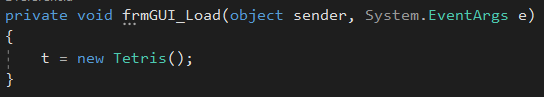 private void frmGUI_Load(object sender, System.EventArgs e)
{
t = new Tetris();
}